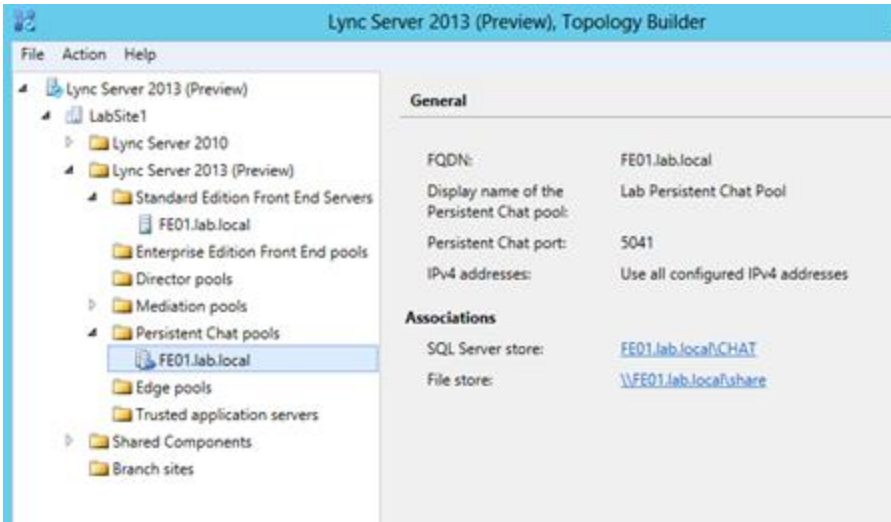 Lync Server 2013 (Preview), Topology Builder
File Action Help
Lync Server 2013 (Preview)
LabSite1
Lync Server 2010
Lync Server 2013 (Preview)
Standard Edition Front End Servers
FE01.lab.local
Enterprise Edition Front End pools
Director pools
Mediation pools
Persistent Chat pools
FE01.lab.local
Edge pools
Trusted application servers
Shared Components
Branch sites
General
FQDN: FE01.lab.local
Display name of the Lab Persistent Chat Pool
Persistent Chat pool:
Persistent Chat port: 5041
IPv4 addresses: Use all configured IPv4 addresses
Associations
SQL Server store: FE01.lab.local\CHAT
File store: \\FE01.lab.local\share